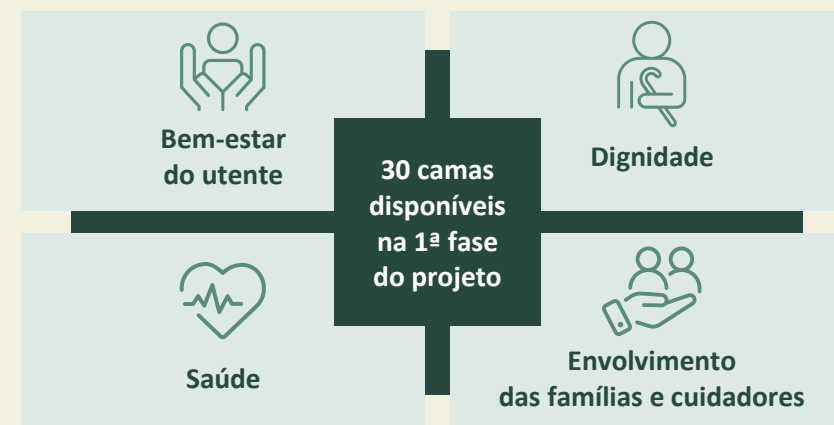 Bem-estar
do utente
Dignidade
30 camas
disponíveis
na 1ª fase
do projeto
Saúde
Envolvimento
das famílias e cuidadores